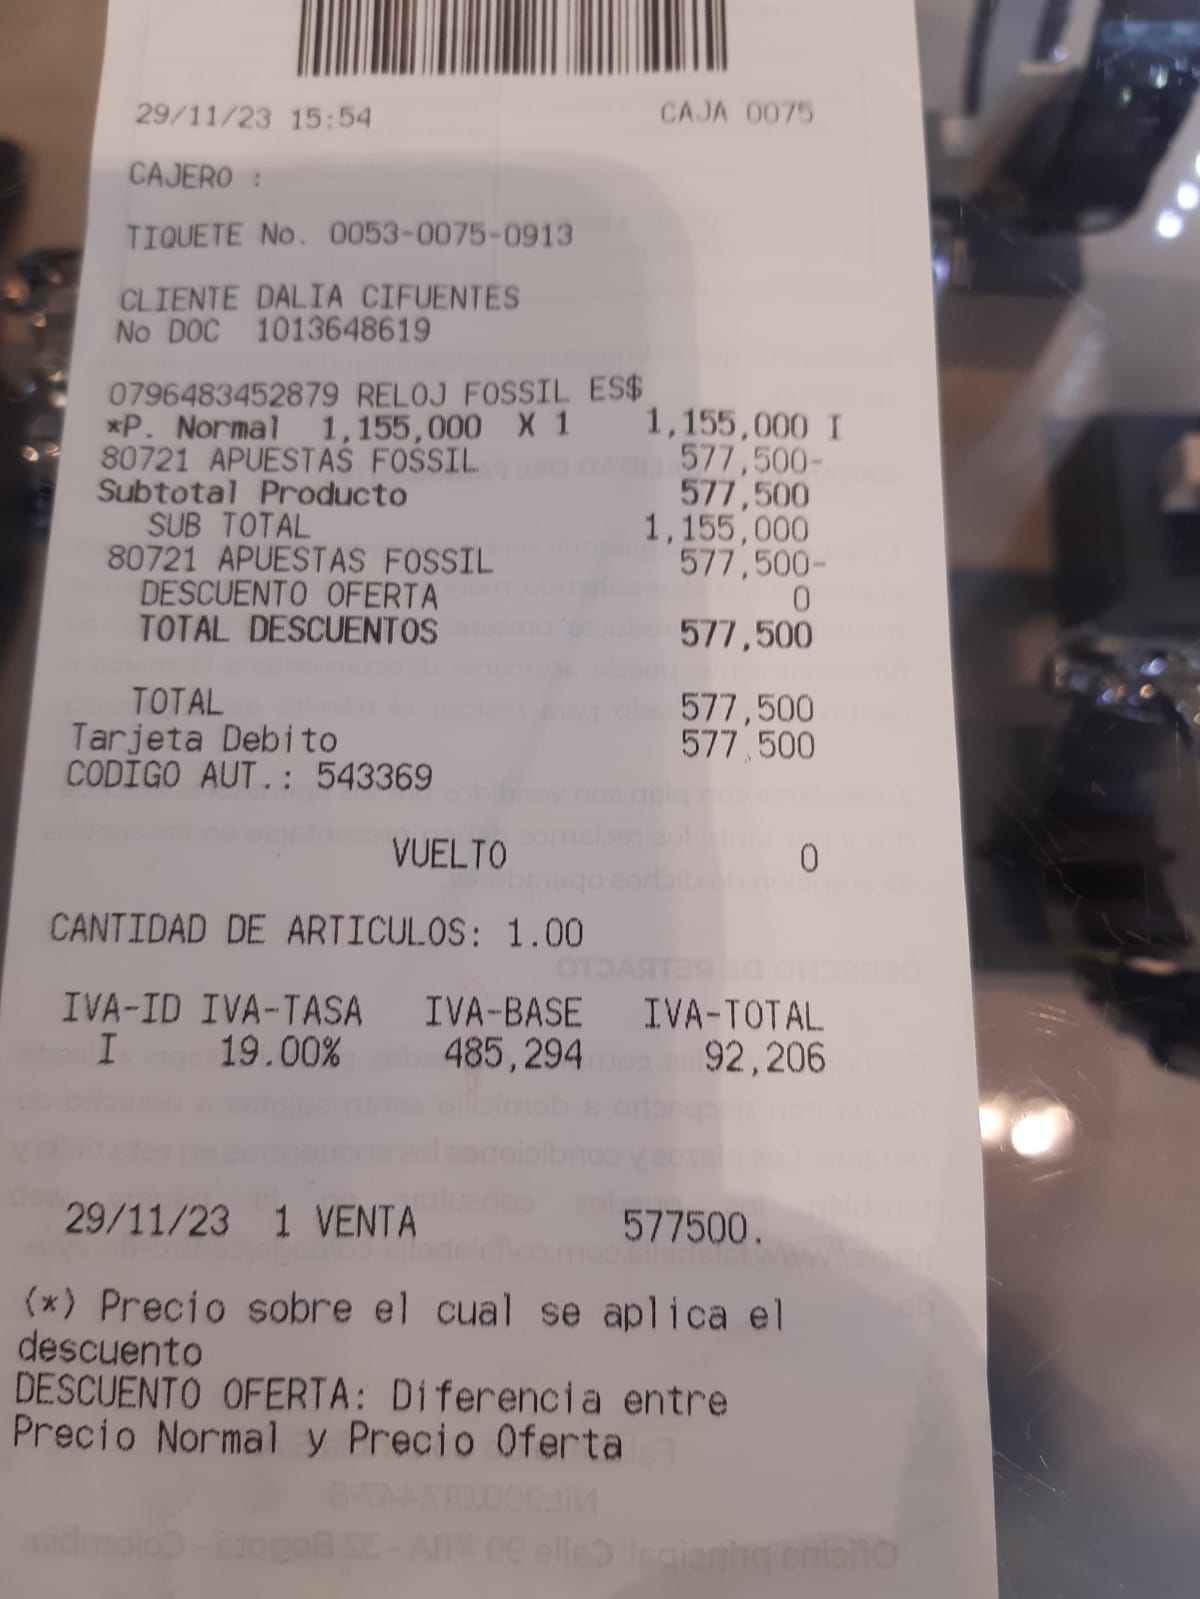 29/11/23 15:54 CAJA 0075
CAJERO :
TIQUETE No. 0053-0075-0913
CLIENTE DALIA CIFUENTES
No DOC 1013648619
0796483452879 RELOJ FOSSIL ES$
*P. Normal 1,155,000 X 1 1,155,000 I
80721 APUESTAS FOSSIL 577,500-
Subtotal Producto 577,500
SUB TOTAL 1,155,000
80721 APUESTAS FOSSIL 577,500-
DESCUENTO OFERTA 0
TOTAL DESCUENTOS 577,500
TOTAL 577,500
Tarjeta Debito 577,500
CODIGO AUT.: 543369
VUELTO 0
CANTIDAD DE ARTICULOS: 1.00
IVA-ID IVA-TASA IVA-BASE IVA-TOTAL
I 19.00% 485,294 92,206
29/11/23 1 VENTA 577500.
(*) Precio sobre el cual se aplica el
descuento
DESCUENTO OFERTA: Diferencia entre
Precio Normal y Precio Oferta